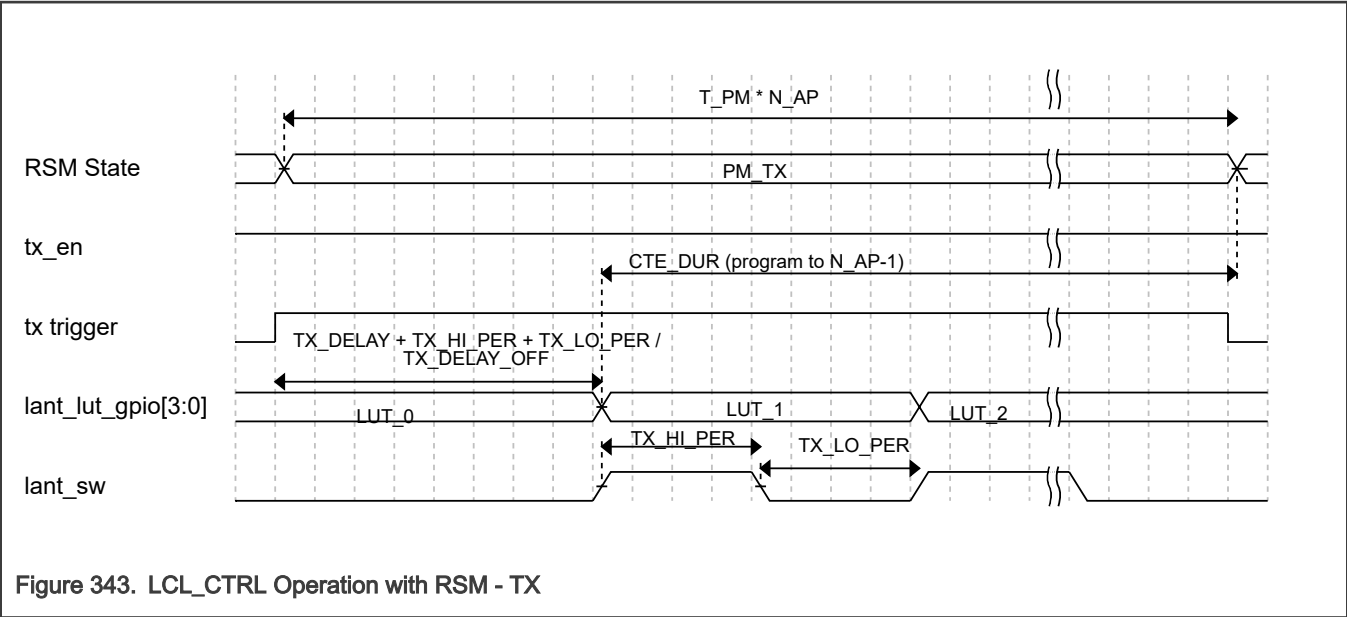 T_PM * N_AP
RSM State
PM_TX
tx_en
CTE_DUR (program to N_AP-1)
tx trigger
TX_DELAY + TX_HI_PER + TX_LO_PER /
TX_DELAY_OFF
lant_lut_gpio[3:0]
LUT_0
LUT_1
LUT_2
TX_HI_PER
TX_LO_PER
lant_sw
Figure 343. LCL_CTRL Operation with RSM - TX